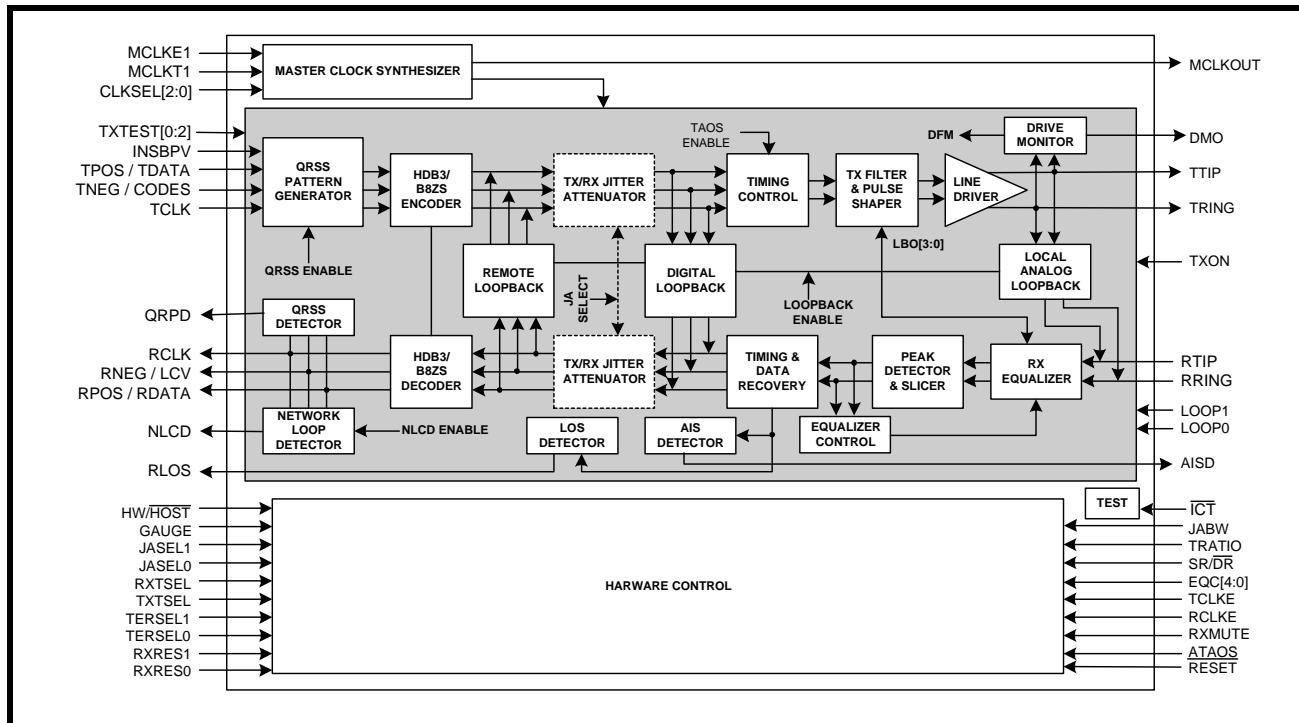 MCLKE1
MCLKT1
CLKSEL[2:0]
MASTER CLOCK SYNTHESIZER
MCLKOUT
TXTEST[0:2]
INSBPV
TPOS / TDATA
TNEG / CODES
TCLK
QRSS
PATTERN
GENERATOR
QRSS ENABLE
HDB3/
B8ZS
ENCODER
TX/RX JITTER
ATTENUATOR
TAOS
ENABLE
TIMING
CONTROL
TX FILTER
& PULSE
SHAPER
LBO[3:0]
LINE
DRIVER
DFM
DRIVE
MONITOR
DMO
TTIP
TRING
TXON
REMOTE
LOOPBACK
JA
SELECT
DIGITAL
LOOPBACK
LOOPBACK
ENABLE
LOCAL
ANALOG
LOOPBACK
QRPD
RCLK
RNEG / LCV
RPOS / RDATA
NLCD
RLOS
QRSS
DETECTOR
NETWORK
LOOP
DETECTOR
NLCD ENABLE
HDB3/
B8ZS
DECODER
TX/RX JITTER
ATTENUATOR
TIMING &
DATA
RECOVERY
PEAK
DETECTOR
& SLICER
RX
EQUALIZER
LOS
DETECTOR
AIS
DETECTOR
EQUALIZER
CONTROL
RTIP
RRING
LOOP1
LOOP0
AISD
HW/HOST
GAUGE
JASEL1
JASEL0
RXTSEL
TXTSEL
TERSEL1
TERSEL0
RXRES1
RXRES0
HARWARE CONTROL
TEST
ICT
JABW
TRATIO
SR/DR
EQC[4:0]
TCLKE
RCLKE
RXMUTE
ATAOS
RESET